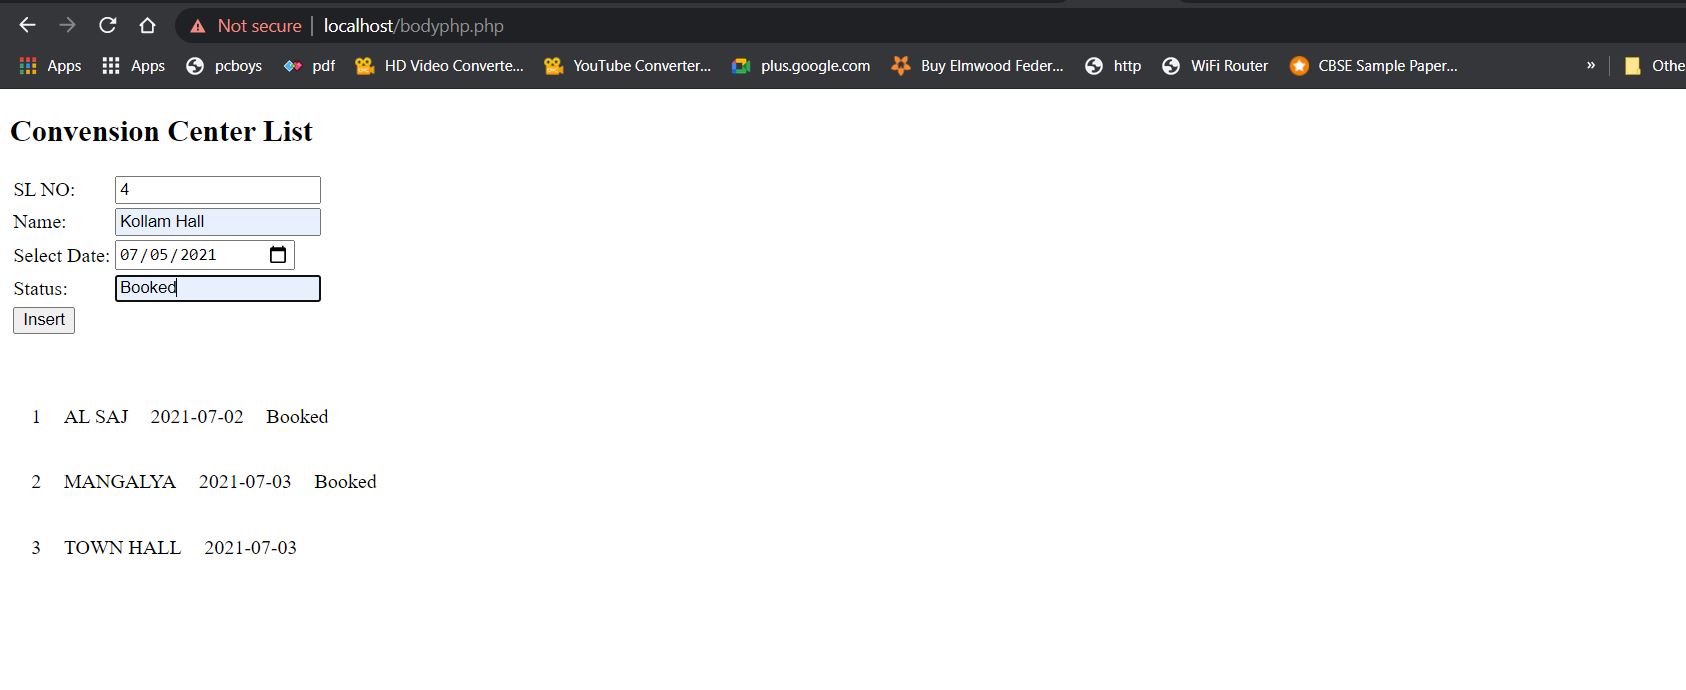 Not secure | localhost/bodyphp.php
Apps Apps pcboys pdf HD Video Converte... YouTube Converter... plus.google.com Buy Elmwood Feder... http WiFi Router CBSE Sample Paper... » Othe
Convension Center List
SL NO: 4
Name: Kollam Hall
Select Date: 07/05/2021
Status: Booked
Insert
1 AL SAJ 2021-07-02 Booked
2 MANGALYA 2021-07-03 Booked
3 TOWN HALL 2021-07-03